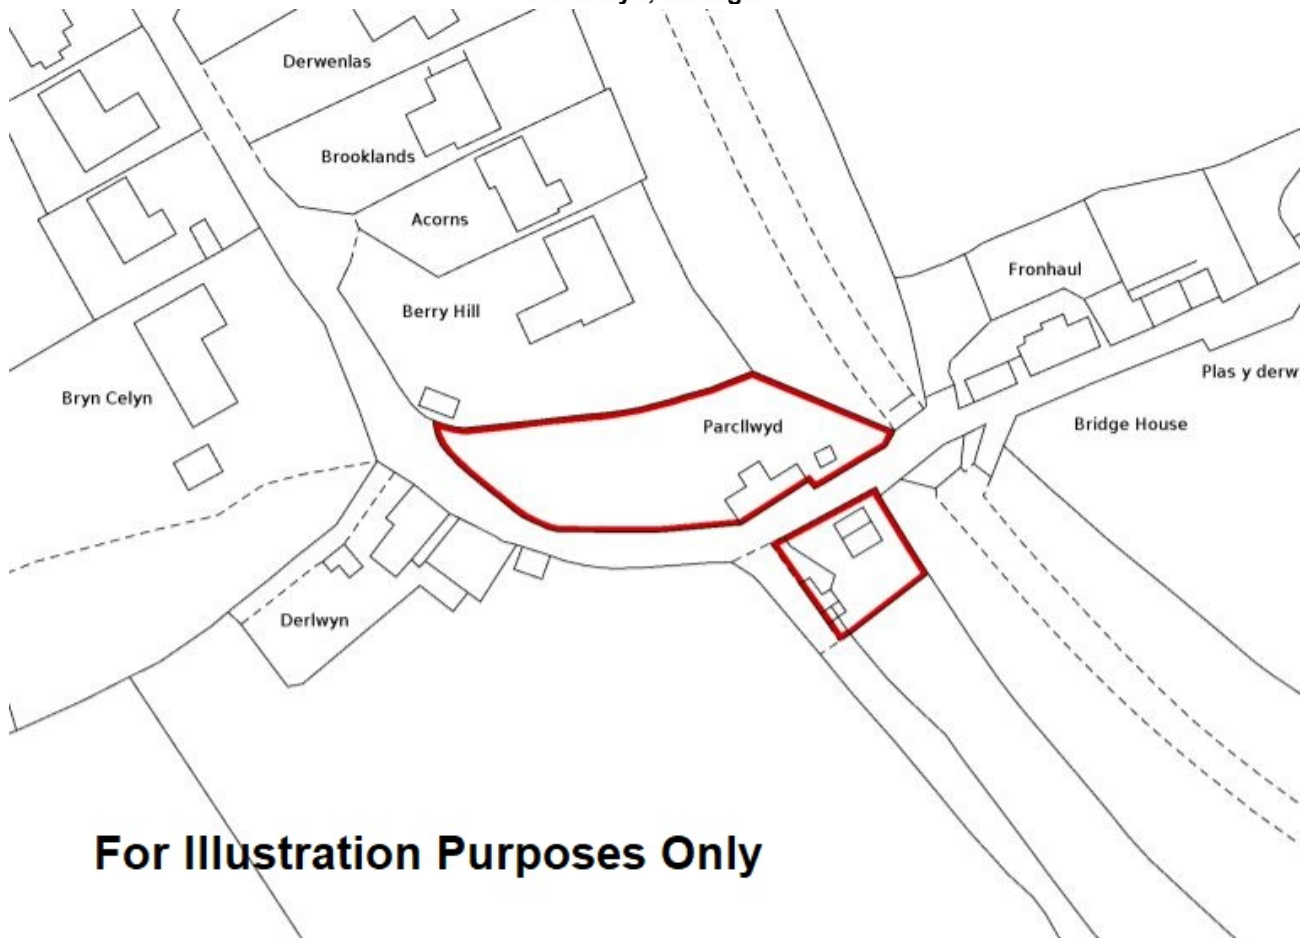 Derwenlas
Brooklands
Acorns
Fronhaul
Berry Hill
Plas y derw
Bryn Celyn
Parcllwyd
Bridge House
Derlwyn
For Illustration Purposes Only